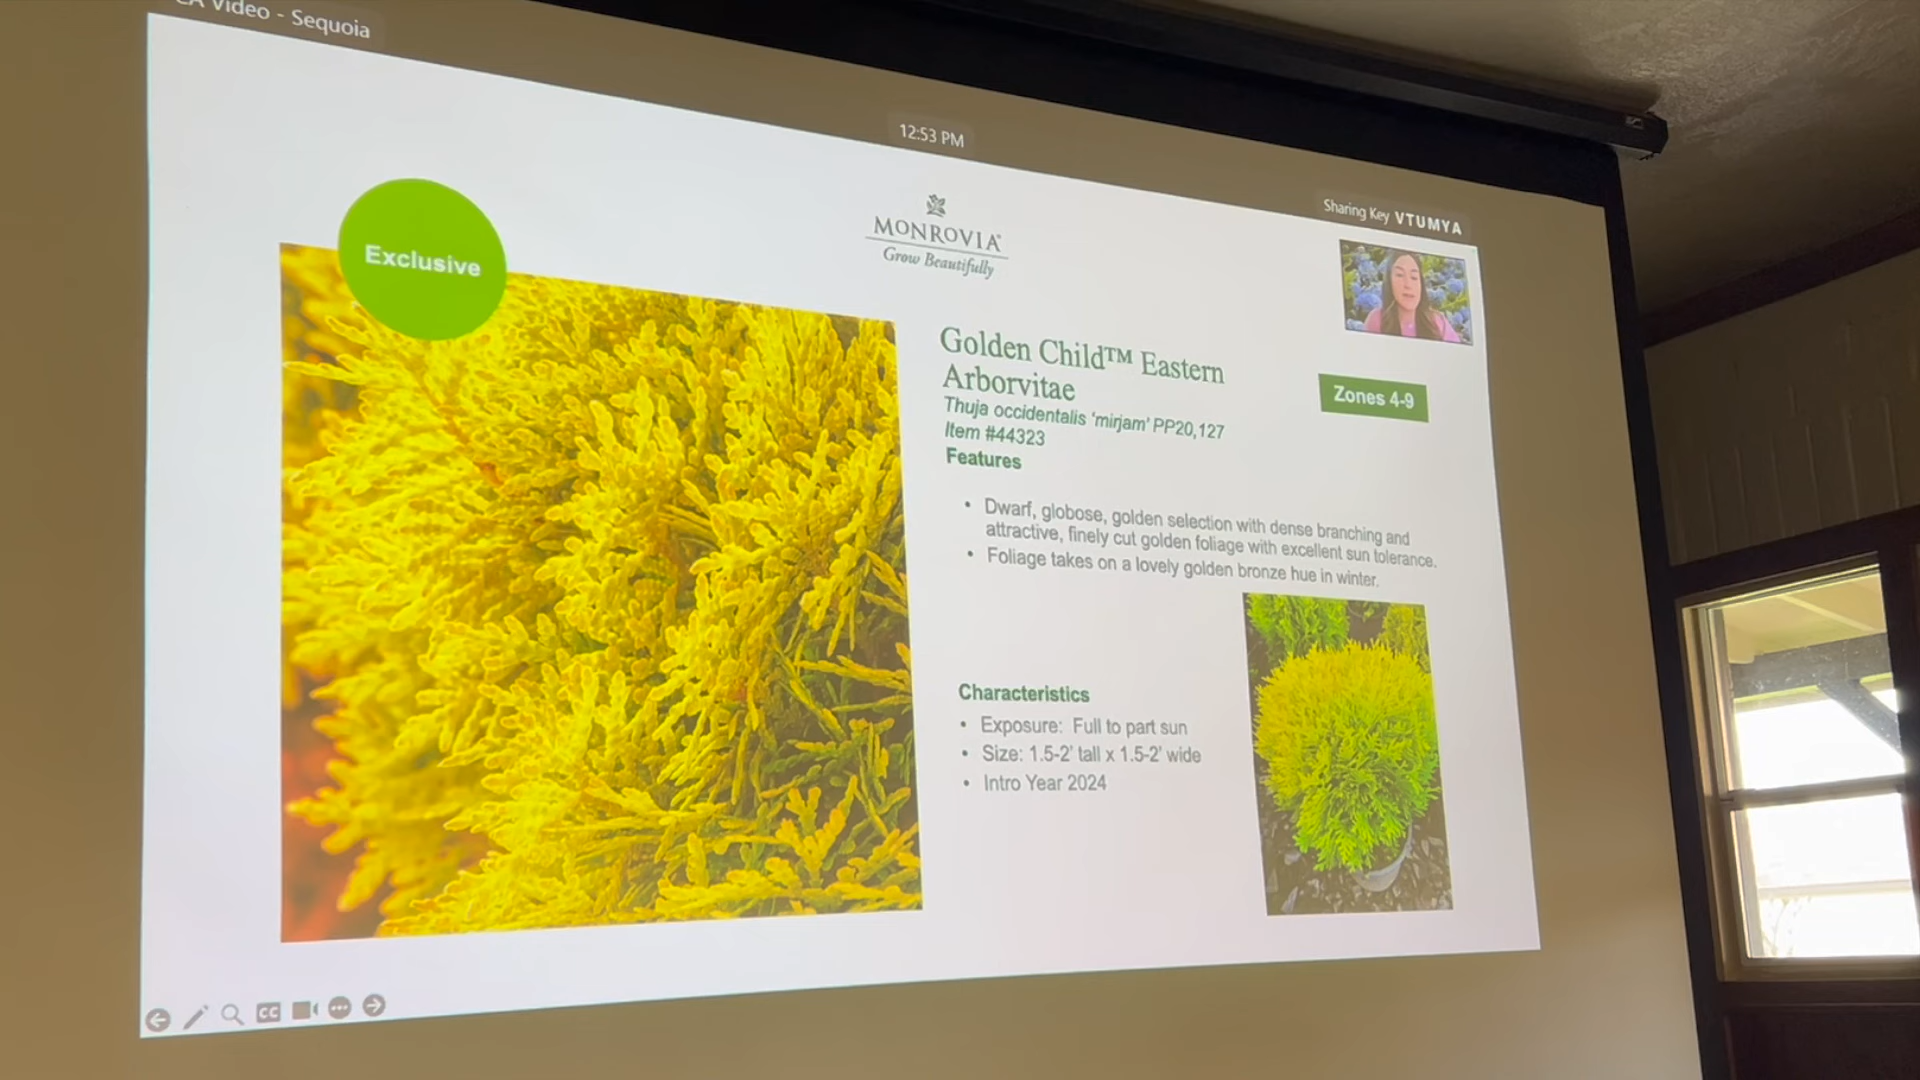 CA Video - Sequoia
12:53 PM
Sharing Key VTUMYA
Exclusive
MONROVIA
Grow Beautifully
Golden Child™ Eastern
Arborvitae
Zones 4-9
Thuja occidentalis 'mirjam' PP20,127
Item #44323
Features
• Dwarf, globose, golden selection with dense branching and
attractive, finely cut golden foliage with excellent sun tolerance.
• Foliage takes on a lovely golden bronze hue in winter.
Characteristics
• Exposure: Full to part sun
• Size: 1.5-2' tall x 1.5-2' wide
• Intro Year 2024
CC